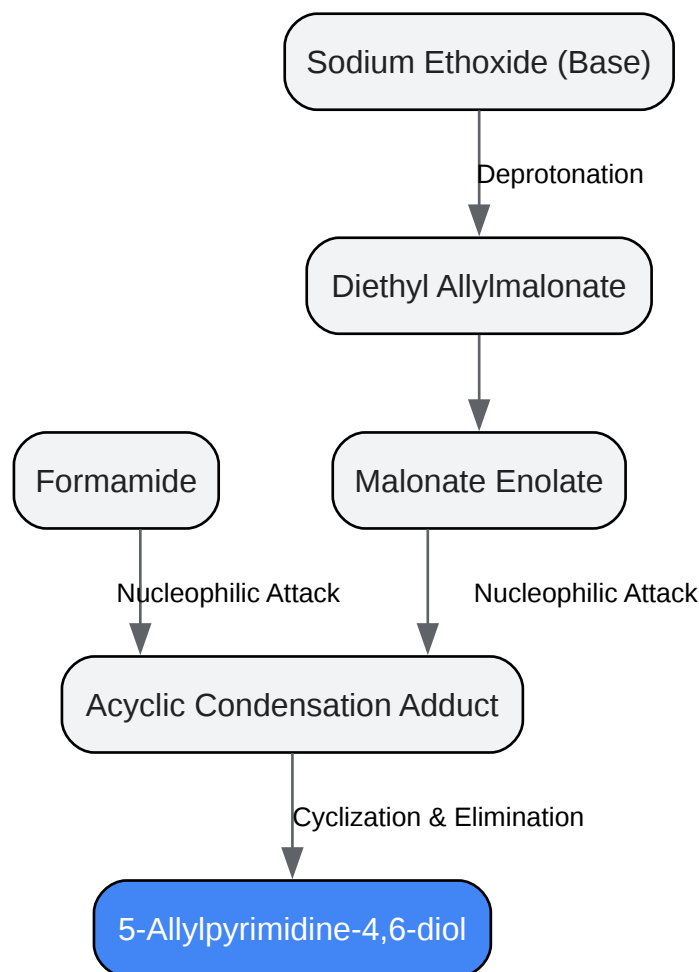 Sodium Ethoxide (Base)
Deprotonation
Diethyl Allylmalonate
Formamide
Malonate Enolate
Nucleophilic Attack
Nucleophilic Attack
Acyclic Condensation Adduct
Cyclization & Elimination
5-Allylpyrimidine-4,6-diol